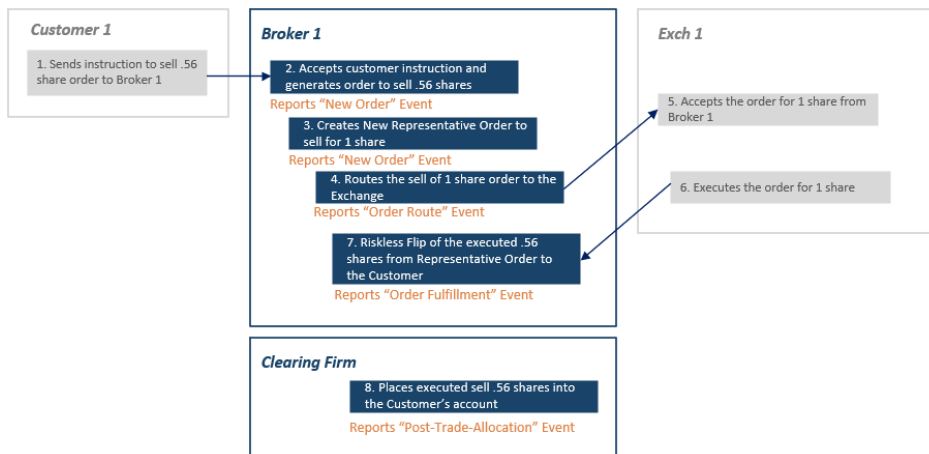 Customer 1
1. Sends instruction to sell .56
share order to Broker 1
Broker 1
2. Accepts customer instruction and
generates order to sell .56 shares
Reports “New Order” Event
3. Creates New Representative Order to
sell for 1 share
Reports “New Order” Event
4. Routes the sell of 1 share order to the
Exchange
Reports “Order Route” Event
Exch 1
5. Accepts the order for 1 share from
Broker 1
6. Executes the order for 1 share
7. Riskless Flip of the executed .56
shares from Representative Order to
the Customer
Reports “Order Fulfillment” Event
Clearing Firm
8. Places executed sell .56 shares into
the Customer’s account
Reports “Post-Trade-Allocation” Event